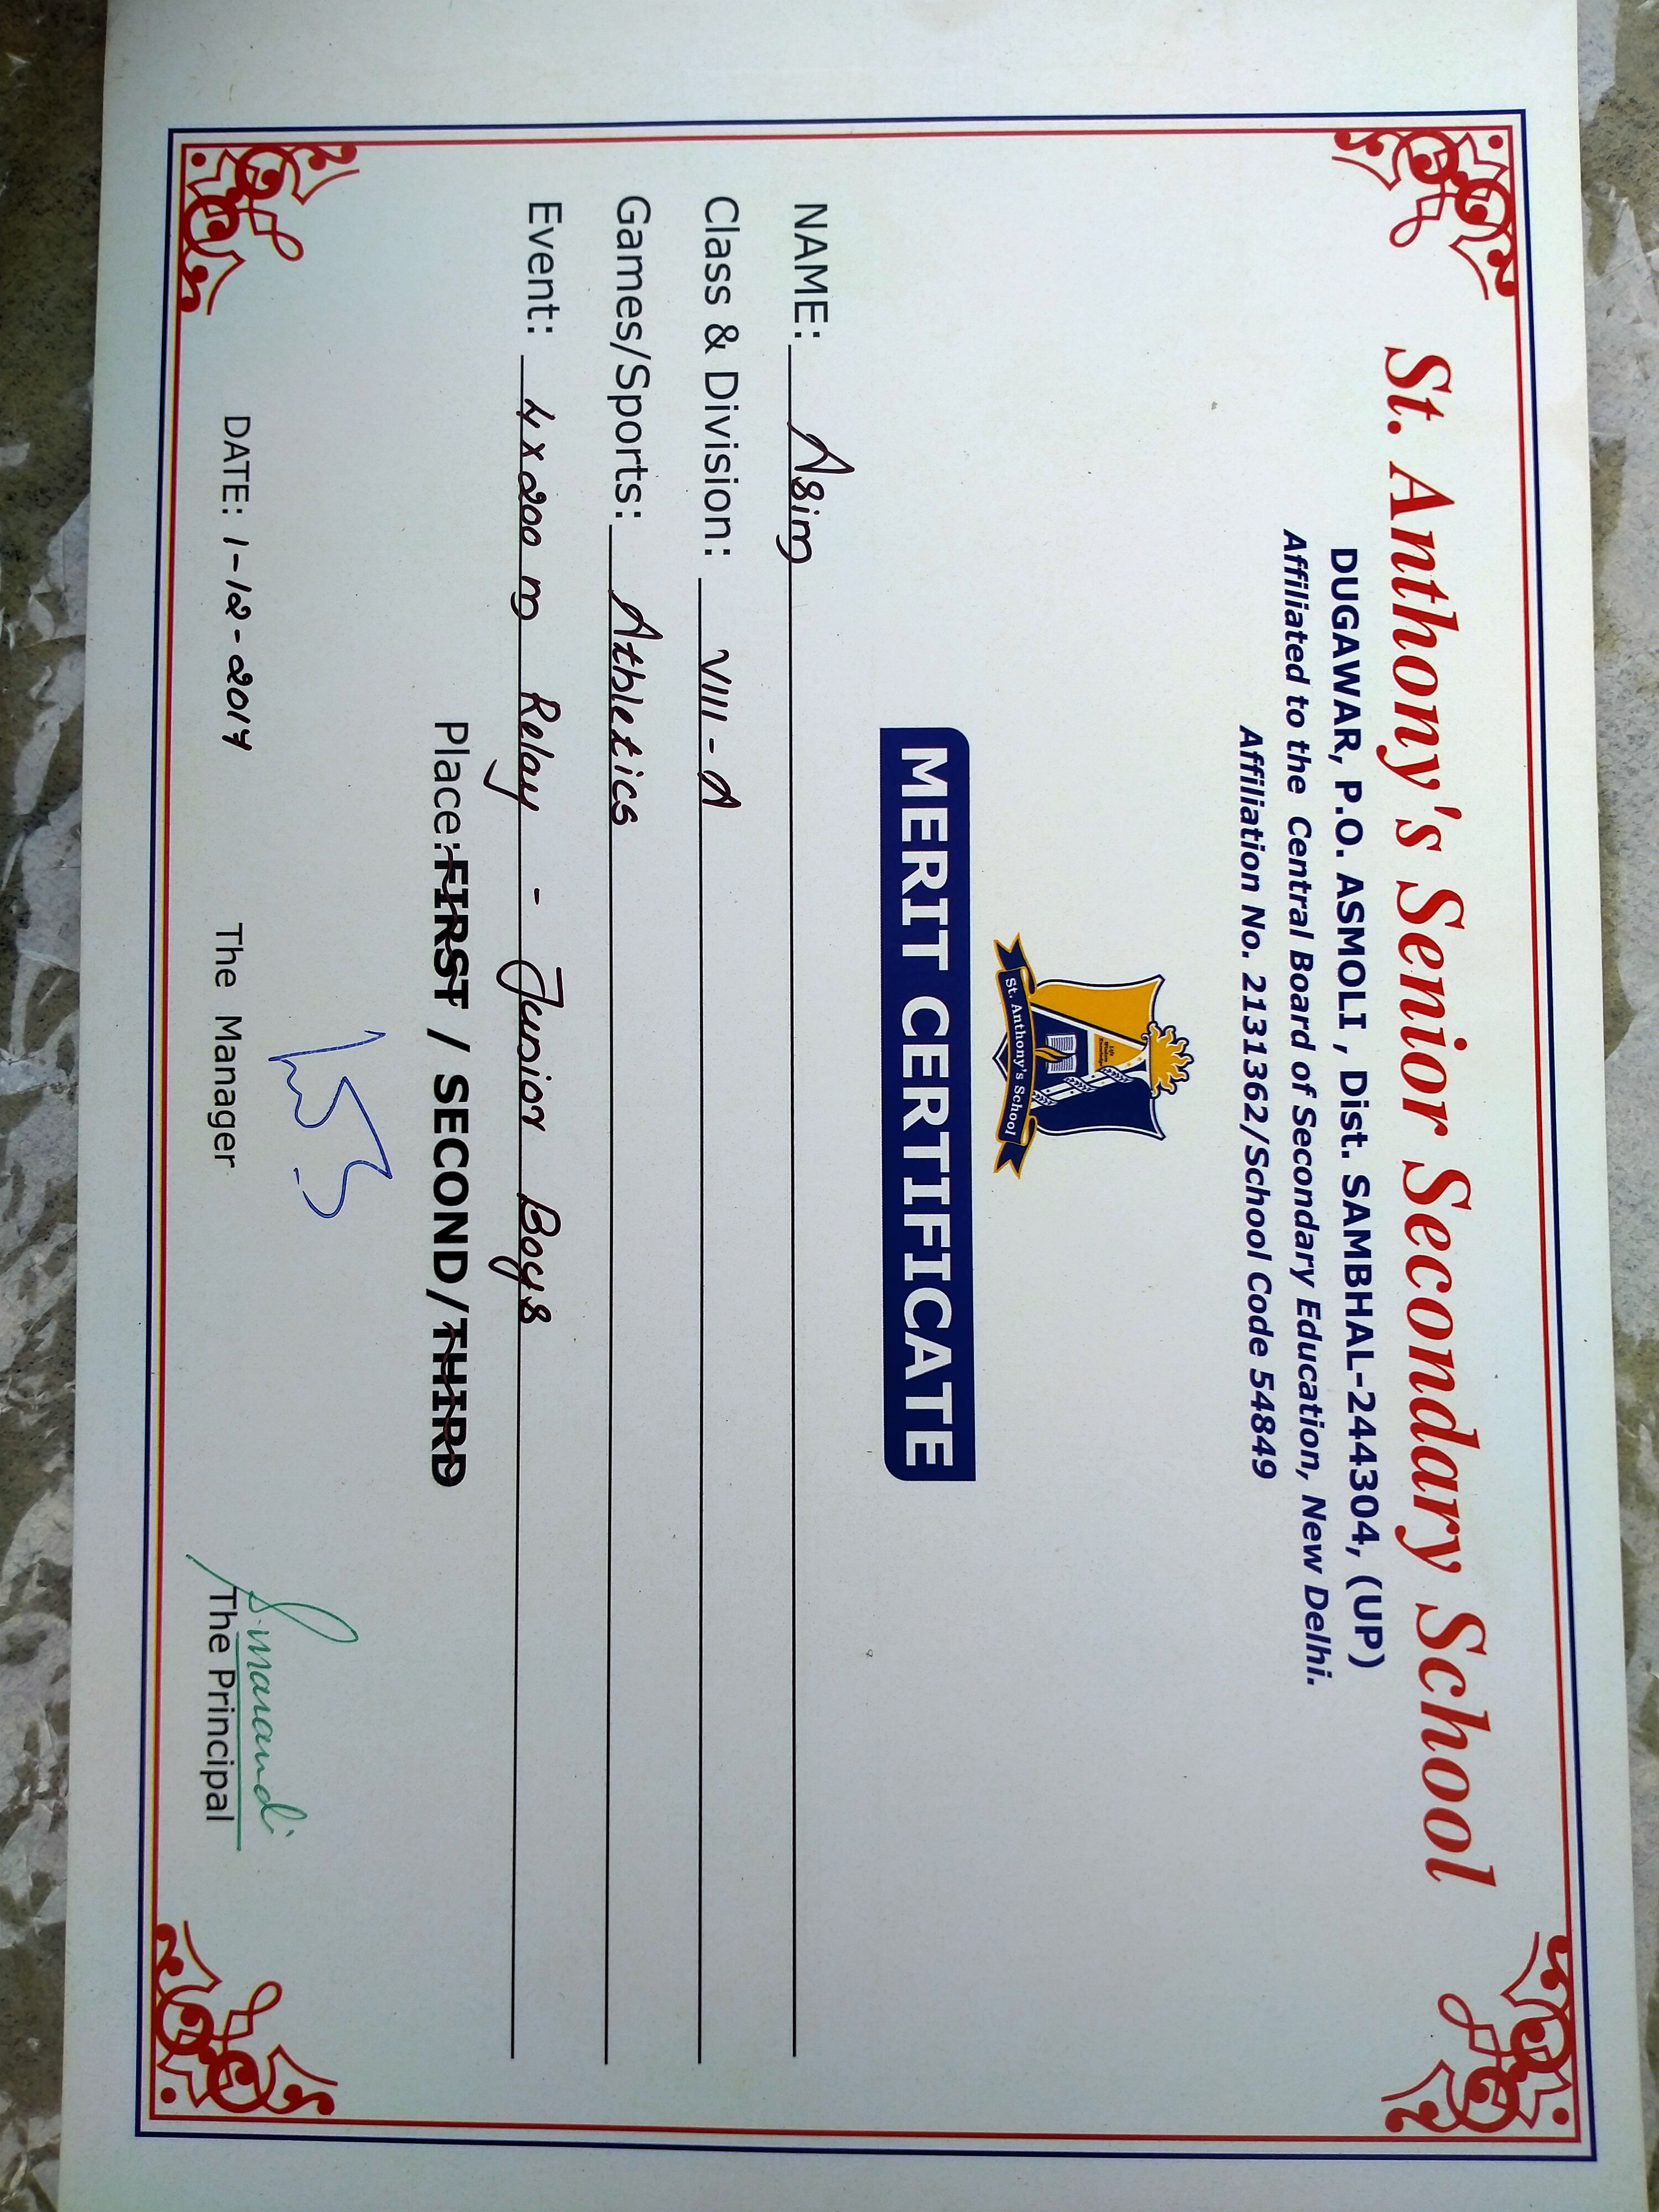 St. Anthony's Senior Secondary School
DUGAWAR, P.O. ASMOLI , Dist. SAMBHAL-244304, (UP)
Affiliated to the Central Board of Secondary Education, New Delhi.
Affiliation No. 2131362/School Code 54849
Life
Wisdom
Knowledge
St. Anthony's School
MERIT CERTIFICATE
NAME: Asim
Class & Division: VIII - A
Games/Sports: Athletics
Event: 4x200 m Relay - Junior Boys
Place: FIRST / SECOND/THIRD
S. Marandi
DATE: 1-12-2017 The Manager The Principal